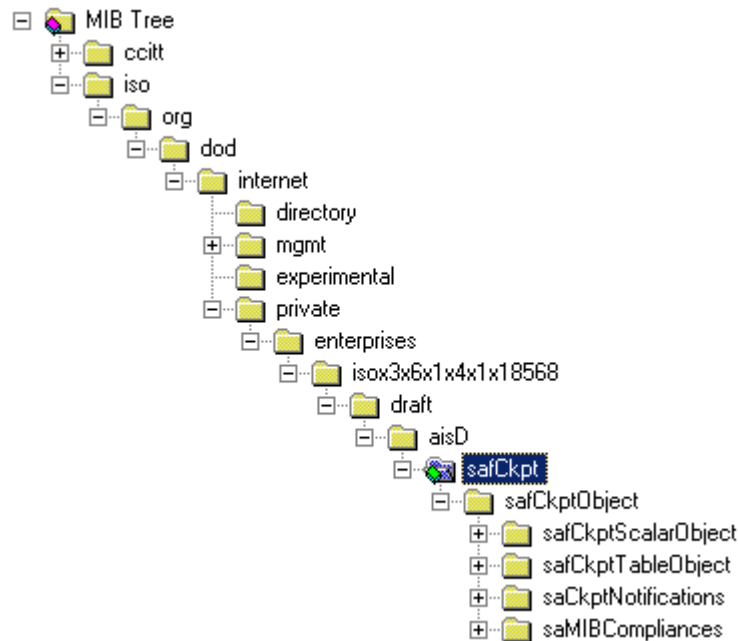 MIB Tree
ccitt
iso
org
dod
internet
directory
mgmt
experimental
private
enterprises
isox3x6x1x4x1x18568
draft
aisD
safCkpt
safCkptObject
safCkptScalarObject
safCkptTableObject
saCkptNotifications
saMIBCompliances